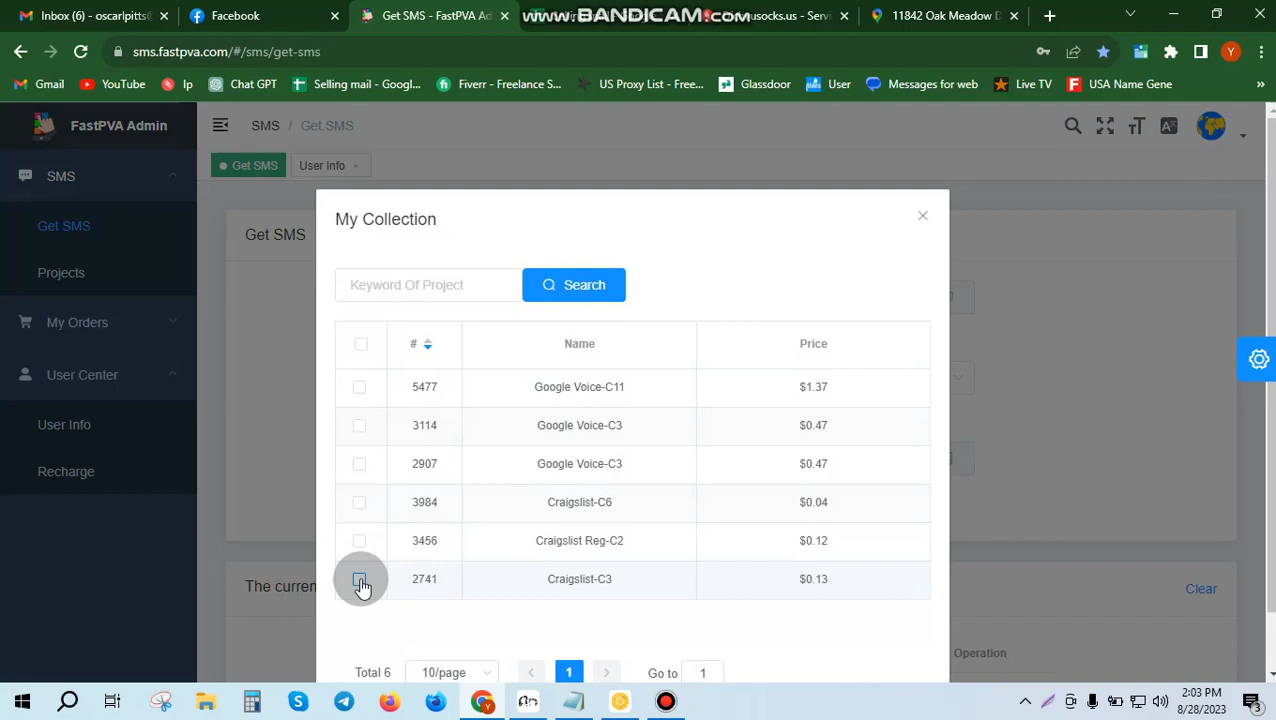 Inbox (6) - oscarpitts@
Facebook
Get SMS - FastPVA Ad
www.BANDICAM.com
usocks.us - Servi
11842 Oak Meadow D
sms.fastpva.com/#/sms/get-sms
Gmail
YouTube
Ip
Chat GPT
Selling mail - Googl...
Fiverr - Freelance S...
US Proxy List - Free...
Glassdoor
User
Messages for web
Live TV
USA Name Gene
»
FastPVA Admin
SMS / Get SMS
SMS
Get SMS
User Info ×
Get SMS
Projects
My Orders
User Center
User Info
Recharge
Get SMS
My Collection
Keyword Of Project
Search
# Name Price
5477 Google Voice-C11 $1.37
3114 Google Voice-C3 $0.47
2907 Google Voice-C3 $0.47
3984 Craigslist-C6 $0.04
3456 Craigslist Reg-C2 $0.12
2741 Craigslist-C3 $0.13
The curren
Clear
Operation
Total 6 10/page 1 Go to 1
2:03 PM
8/28/2023
3